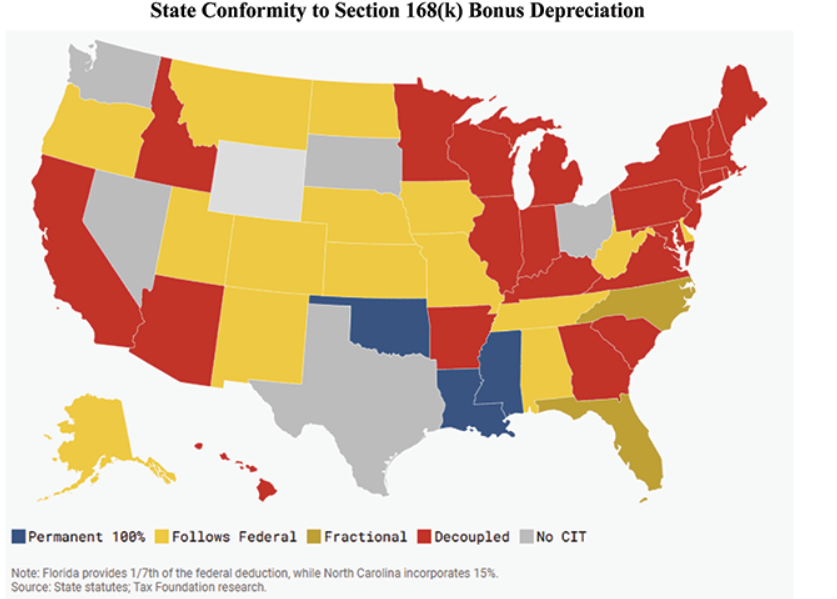 State Conformity to Section 168(k) Bonus Depreciation
Permanent 100% Follows Federal Fractional Decoupled No CIT
Note: Florida provides 1/7th of the federal deduction, while North Carolina incorporates 15%.
Source: State statutes; Tax Foundation research.